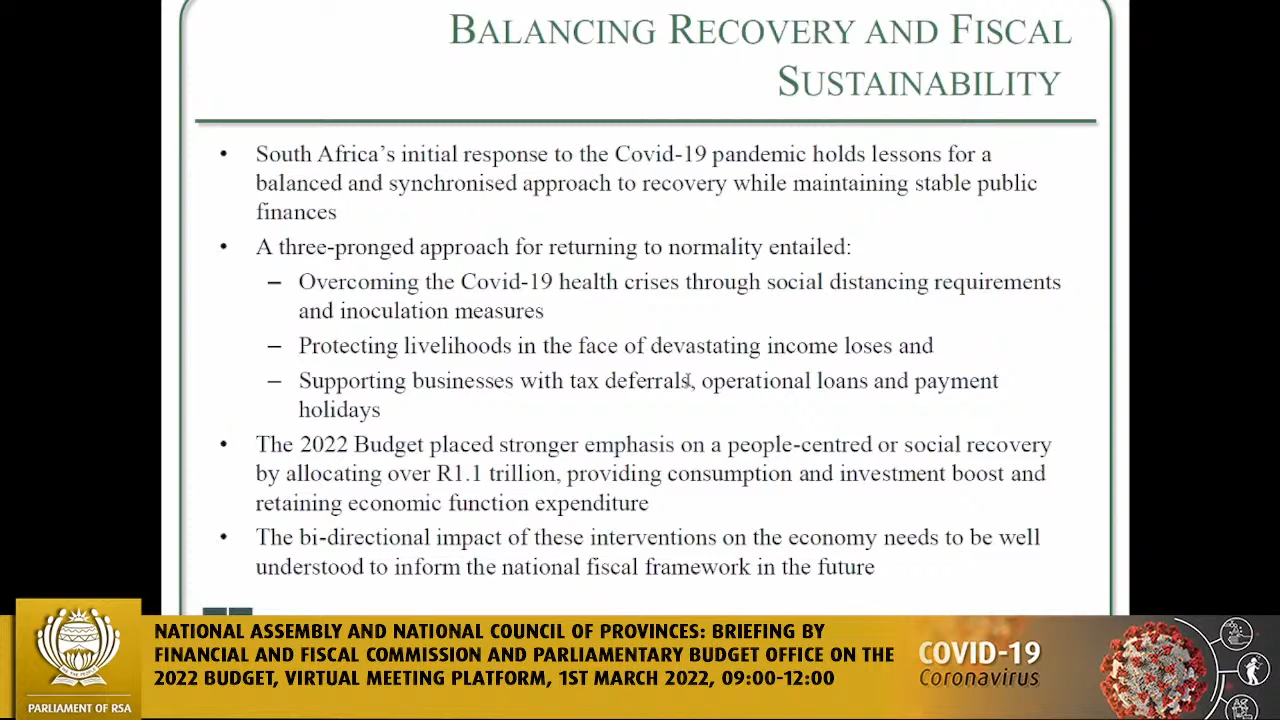 BALANCING RECOVERY AND FISCAL
SUSTAINABILITY
• South Africa's initial response to the Covid-19 pandemic holds lessons for a
balanced and synchronised approach to recovery while maintaining stable public
finances
• A three-pronged approach for returning to normality entailed:
– Overcoming the Covid-19 health crises through social distancing requirements
and inoculation measures
– Protecting livelihoods in the face of devastating income loses and
– Supporting businesses with tax deferrals, operational loans and payment
holidays
• The 2022 Budget placed stronger emphasis on a people-centred or social recovery
by allocating over R1.1 trillion, providing consumption and investment boost and
retaining economic function expenditure
• The bi-directional impact of these interventions on the economy needs to be well
understood to inform the national fiscal framework in the future
PARLIAMENT OF RSA
NATIONAL ASSEMBLY AND NATIONAL COUNCIL OF PROVINCES: BRIEFING BY
FINANCIAL AND FISCAL COMMISSION AND PARLIAMENTARY BUDGET OFFICE ON THE
2022 BUDGET, VIRTUAL MEETING PLATFORM, 1ST MARCH 2022, 09:00-12:00
COVID-19
Coronavirus